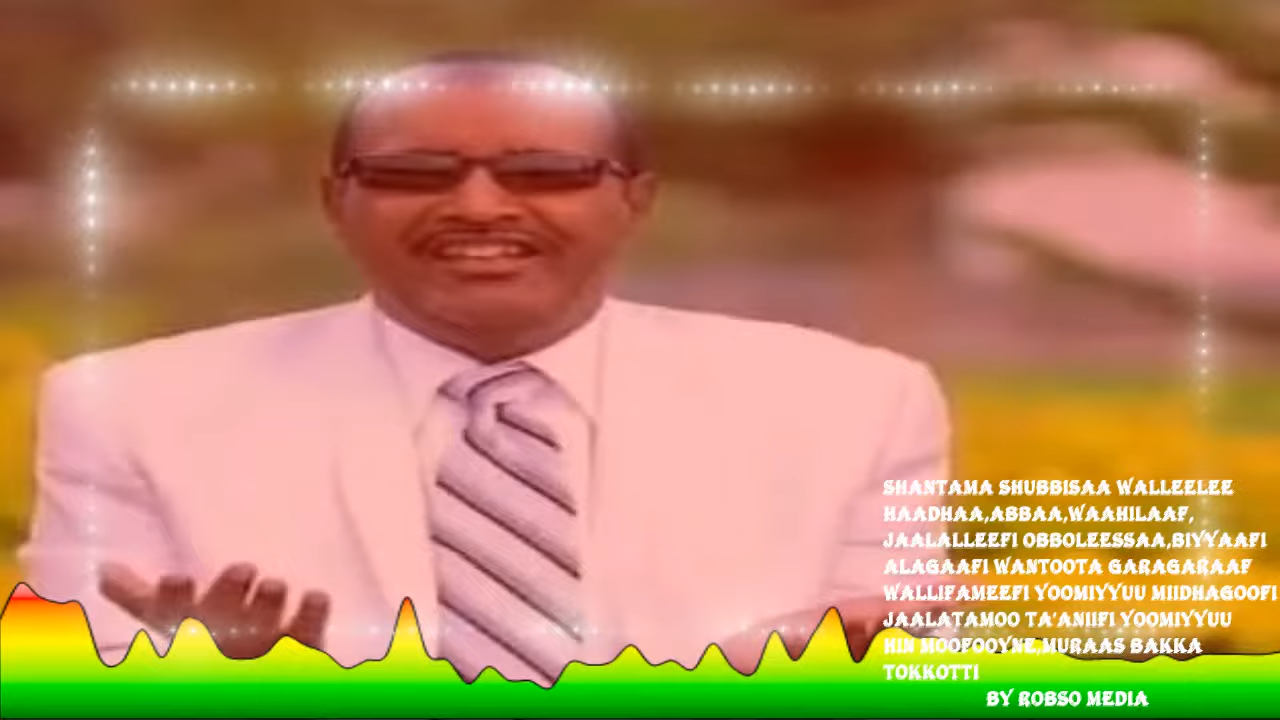 SHANTAMA SHUBBISAA WALLEELEE
HAADHAA,ABBAA,WAAHILAAF,
JAALALLEEFI OBBOLEESSAA,BIYYAAFI
ALAGAAFI WANTOOTA GARAGARAAF
WALLIFAMEEFI YOOMIYYUU MIIDHAGOOFI
JAALATAMOO TA'ANIIFI YOOMIYYUU
HIN MOOFOOYNE,MURAAS BAKKA
TOKKOTTI
BY ROBSO MEDIA